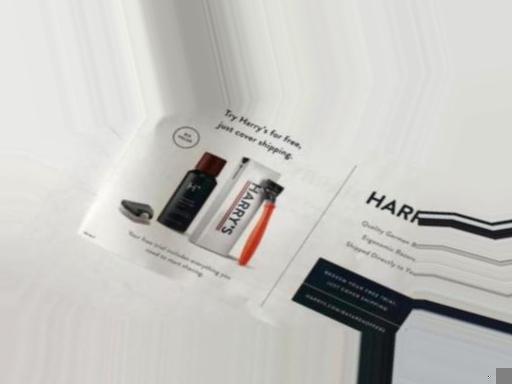 Try Harry's for free,
just cover shipping.
HARRY'S
Your free trial includes everything you
need to start shaving.
Quality German
Ergonomic Razors
Shipped Directly to You
REDEEM YOUR FREE TRIAL,
JUST COVER SHIPPING